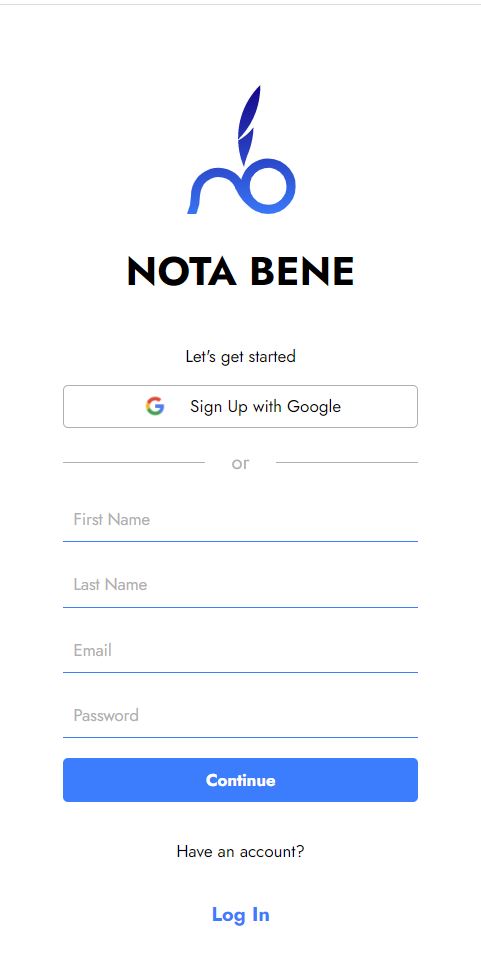 NOTA BENE
Let's get started
Sign Up with Google
or
First Name
Last Name
Email
Password
Continue
Have an account?
Log In